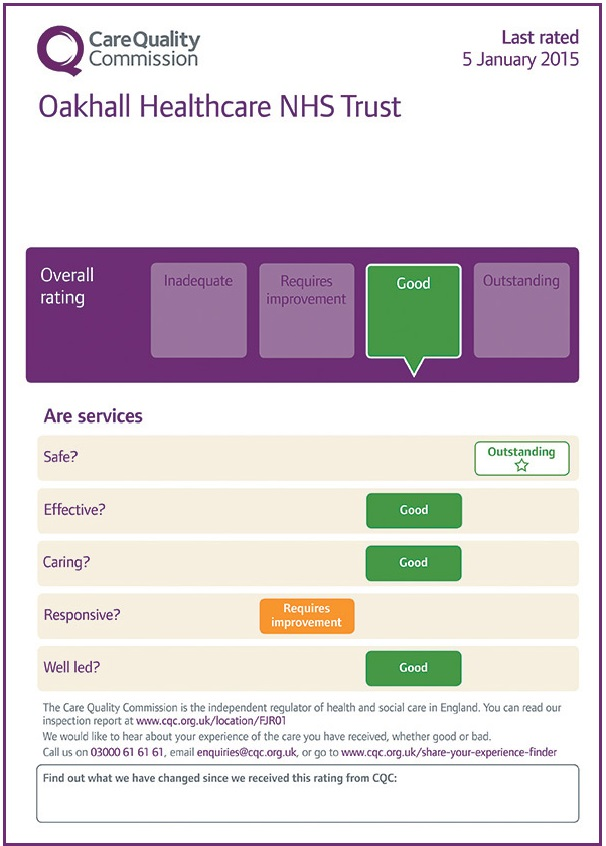 CareQuality
Commission
Last rated
5 January 2015
Oakhall Healthcare NHS Trust
Overall
rating
Inadequate
Requires
improvement
Good
Outstanding
Are services
Safe?
Outstanding
Effective?
Good
Caring?
Good
Responsive?
Requires
improvement
Well led?
Good
The Care Quality Commission is the independent regulator of health and social care in England. You can read our
inspection report at www.cqc.org.uk/location/FJR01
We would like to hear about your experience of the care you have received, whether good or bad.
Call us on 03000 61 61 61, email enquiries@cqc.org.uk, or go to www.cqc.org.uk/share-your-experience-finder
Find out what we have changed since we received this rating from CQC: